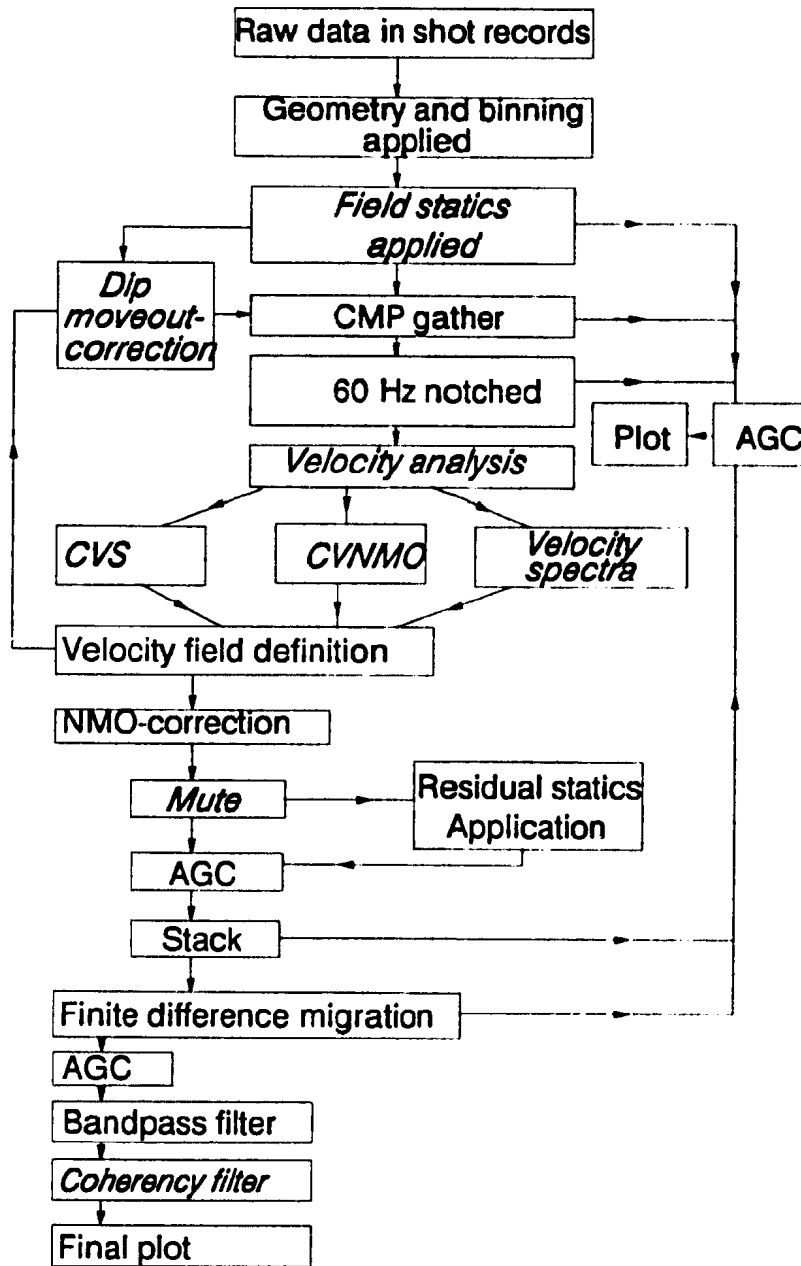 Raw data in shot records
Geometry and binning
applied
Field statics
applied
Dip
moveout-
correction
CMP gather
60 Hz notched
Plot
AGC
Velocity analysis
CVS
CVNMO
Velocity
spectra
Velocity field definition
NMO-correction
Mute
Residual statics
Application
AGC
Stack
Finite difference migration
AGC
Bandpass filter
Coherency filter
Final plot